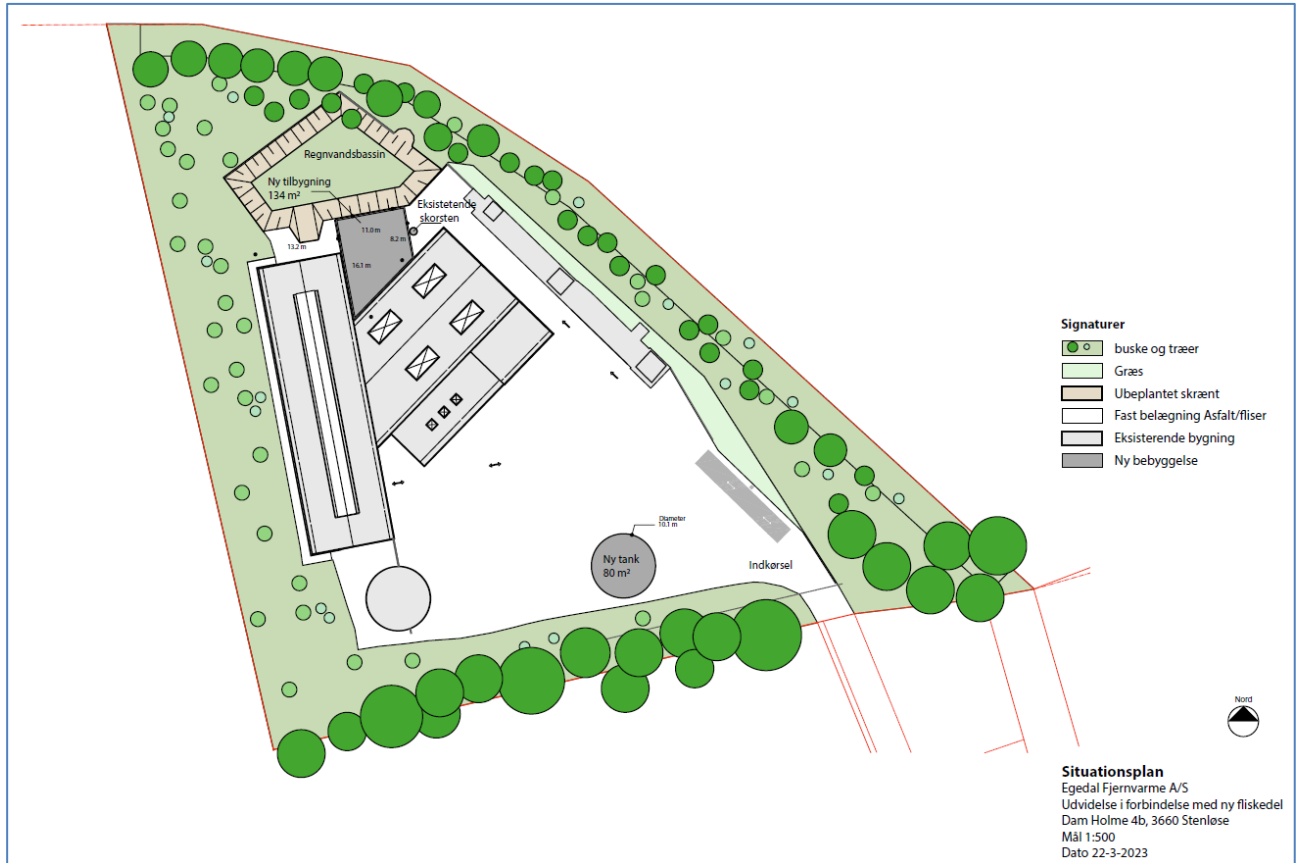 Regnvandsbassin
Ny tilbygning
134 m²
Eksistetende
skorsten
11.0 m
8.2 m
13.2 m
16.1 m
Diameter
10.1 m
Ny tank
80 m²
Indkørsel
Signaturer
buske og træer
Græs
Ubeplantet skrænt
Fast belægning Asfalt/fliser
Eksisterende bygning
Ny bebyggelse
Nord
Situationsplan
Egedal Fjernvarme A/S
Udvidelse i forbindelse med ny fliskedel
Dam Holme 4b, 3660 Stenløse
Mål 1:500
Dato 22-3-2023